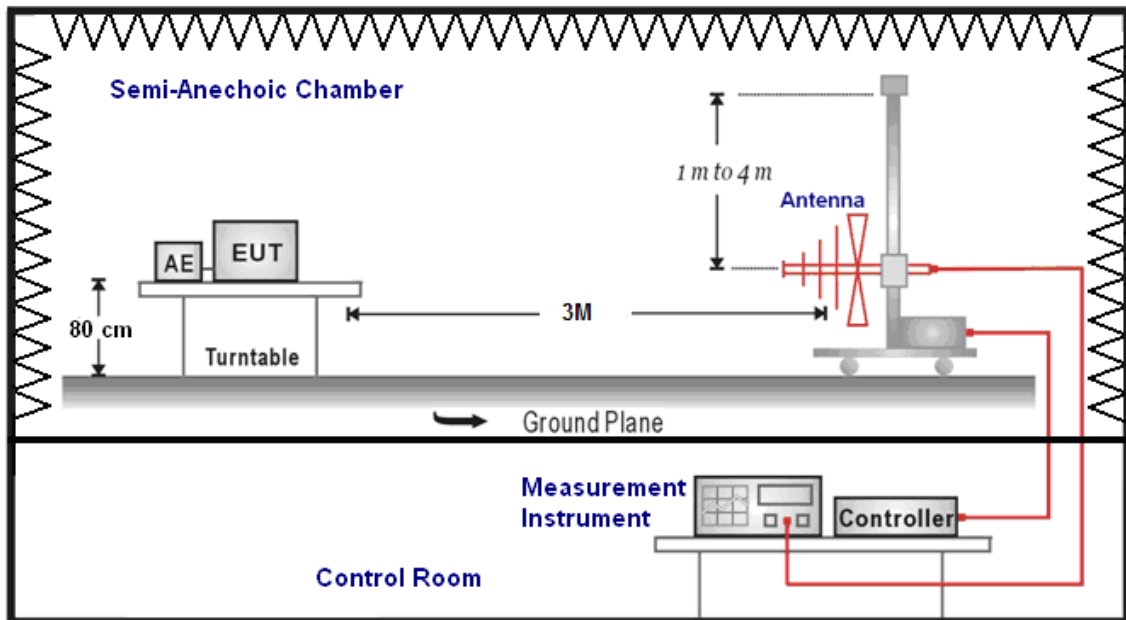 Semi-Anechoic Chamber
1 m to 4 m
Antenna
AE
EUT
80 cm
3M
Turntable
Ground Plane
Measurement
Instrument
Controller
Control Room